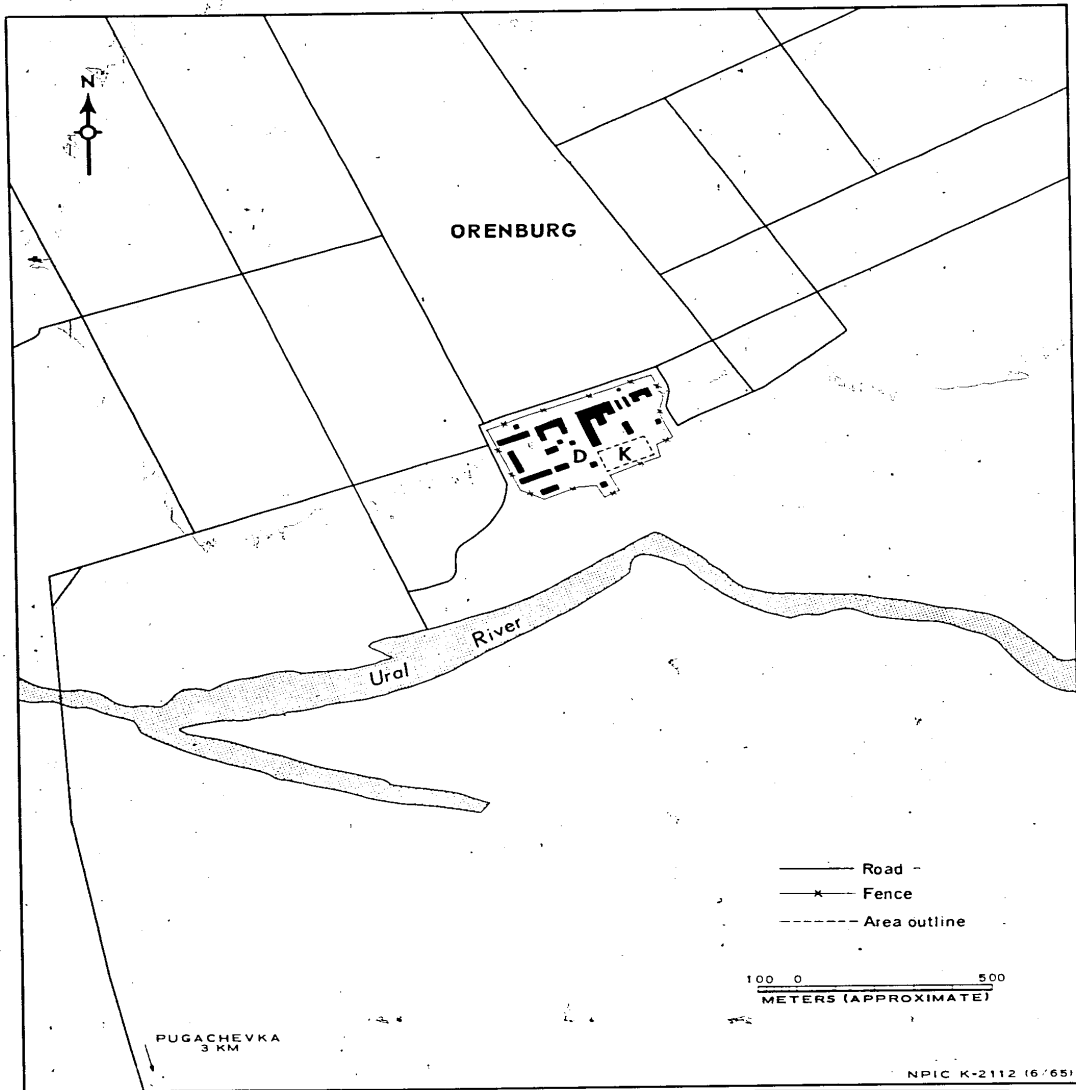 N
ORENBURG
D K
Ural River
Road
Fence
Area outline
100 0 500
METERS (APPROXIMATE)
PUGACHEVKA
3 KM
NPIC K-2112 (6/65)